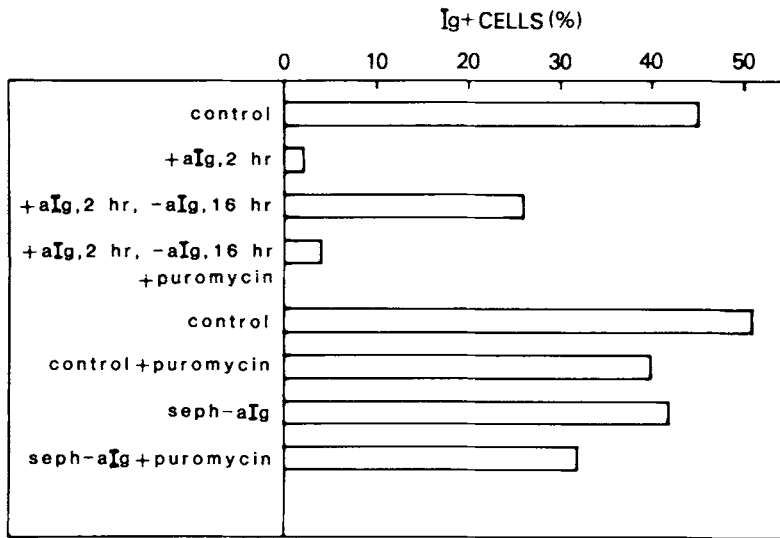 Ig+ CELLS (%)
0 10 20 30 40 50
control
+aIg, 2 hr
+aIg, 2 hr, -aIg, 16 hr
+aIg, 2 hr, -aIg, 16 hr
+puromycin
control
control+puromycin
seph-aIg
seph-aIg+puromycin